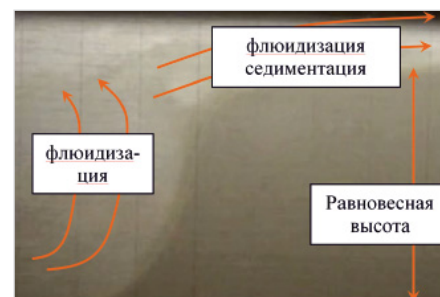 флюидизация
седиментация
флюидиза-
ция
Равновесная
высота